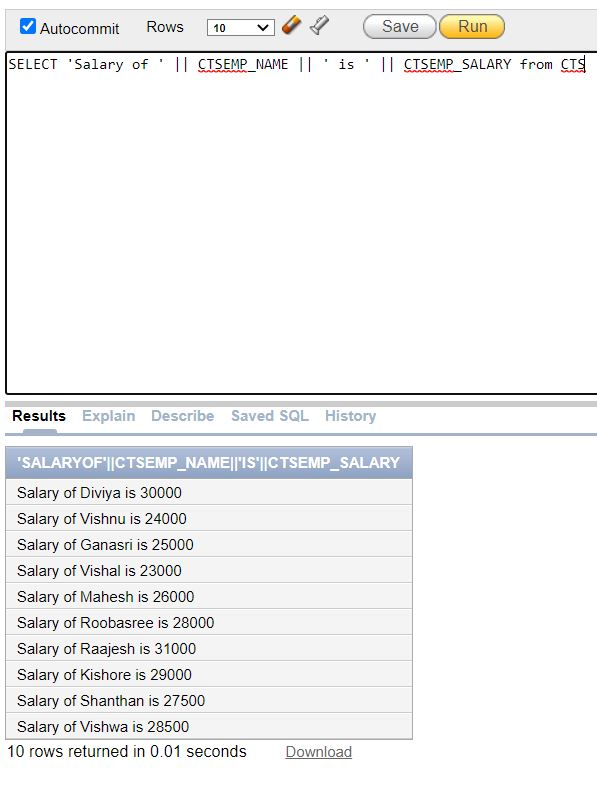 Autocommit Rows 10 Save Run
SELECT 'Salary of ' || CTSEMP_NAME || ' is ' || CTSEMP_SALARY from CTS
Results Explain Describe Saved SQL History
'SALARYOF'||CTSEMP_NAME||'IS'||CTSEMP_SALARY
Salary of Diviya is 30000
Salary of Vishnu is 24000
Salary of Ganasri is 25000
Salary of Vishal is 23000
Salary of Mahesh is 26000
Salary of Roobasree is 28000
Salary of Raajesh is 31000
Salary of Kishore is 29000
Salary of Shanthan is 27500
Salary of Vishwa is 28500
10 rows returned in 0.01 seconds Download